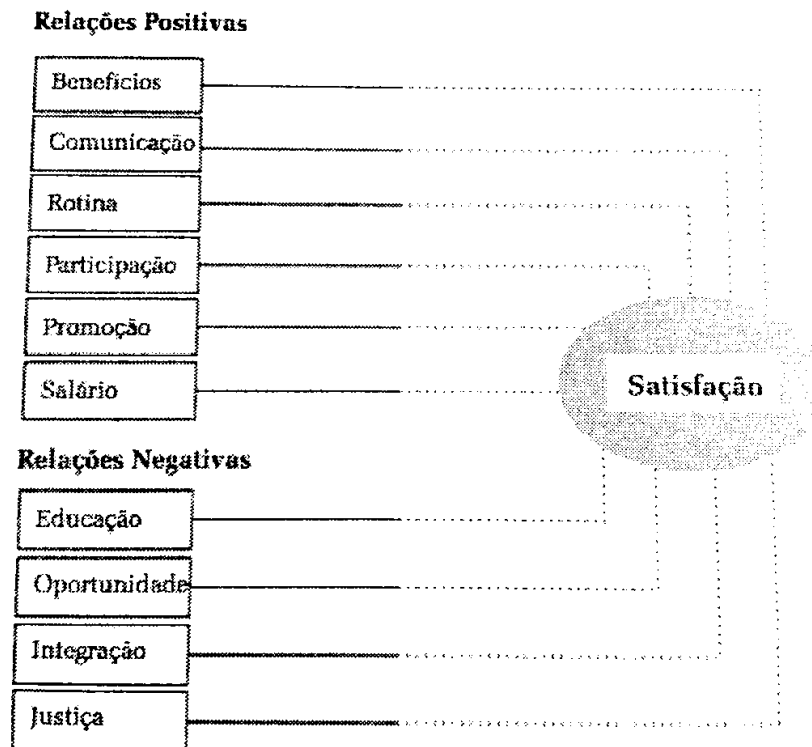 Relações Positivas
Benefícios
Comunicação
Rotina
Participação
Promoção
Salário
Satisfação
Relações Negativas
Educação
Oportunidade
Integração
Justiça